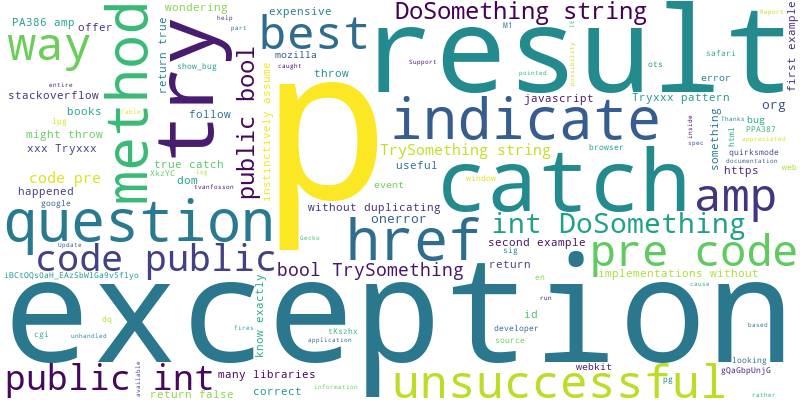 PA386 amp
wondering
expensive
DoSomething string
way
offer
help
part
return true
try
method
show_bug
best
mozilla
caught
throw
result
M1
Support
ots
safari
error
first example
Report
stackoverflow
books
might throw
follow
xxx Tryxxx
public bool
instinctively assume
p
indicate
javascript
Tryxxx pattern
org
Thanks
bug
PPA387
appreciated
something
html
quirksmode
documentation
https
web
entire
lpg
table
code pre
happened
google
true catch
XkzYC
log
dom
tvanfosson
TrySomething string
useful
event
window
browser
catch
inside
spec
amp
question
without duplicating
onerror
Gecko
href
int DoSomething
second example
sig
return
en
pre code
implementations without
Update
code public
bool TrySomething
iBCtOQsOaH_EAzSbWlGa9v5flyo
know exactly
exception
id
run
cause
developer
source
cgi
unhandled
dq
fires
tKszhx
application
based
looking
public int
available
return false
many libraries
correct
information
unsuccessful
webkit
pg
gQaGbpUnjG
rather